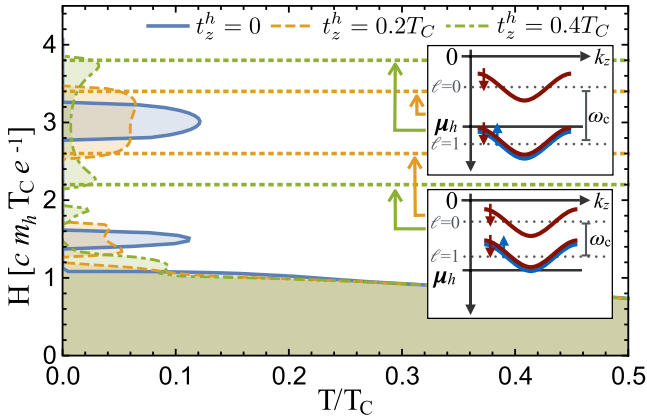 t_z^h = 0 t_z^h = 0.2T_C t_z^h = 0.4T_C
4
3
2
1
0
H [c m_h T_C e^-1]
0.0 0.1 0.2 0.3 0.4 0.5
T/T_C
0 k_z
ℓ=0
ω_c
μ_h
ℓ=1
0 k_z
ℓ=0
ω_c
ℓ=1
μ_h